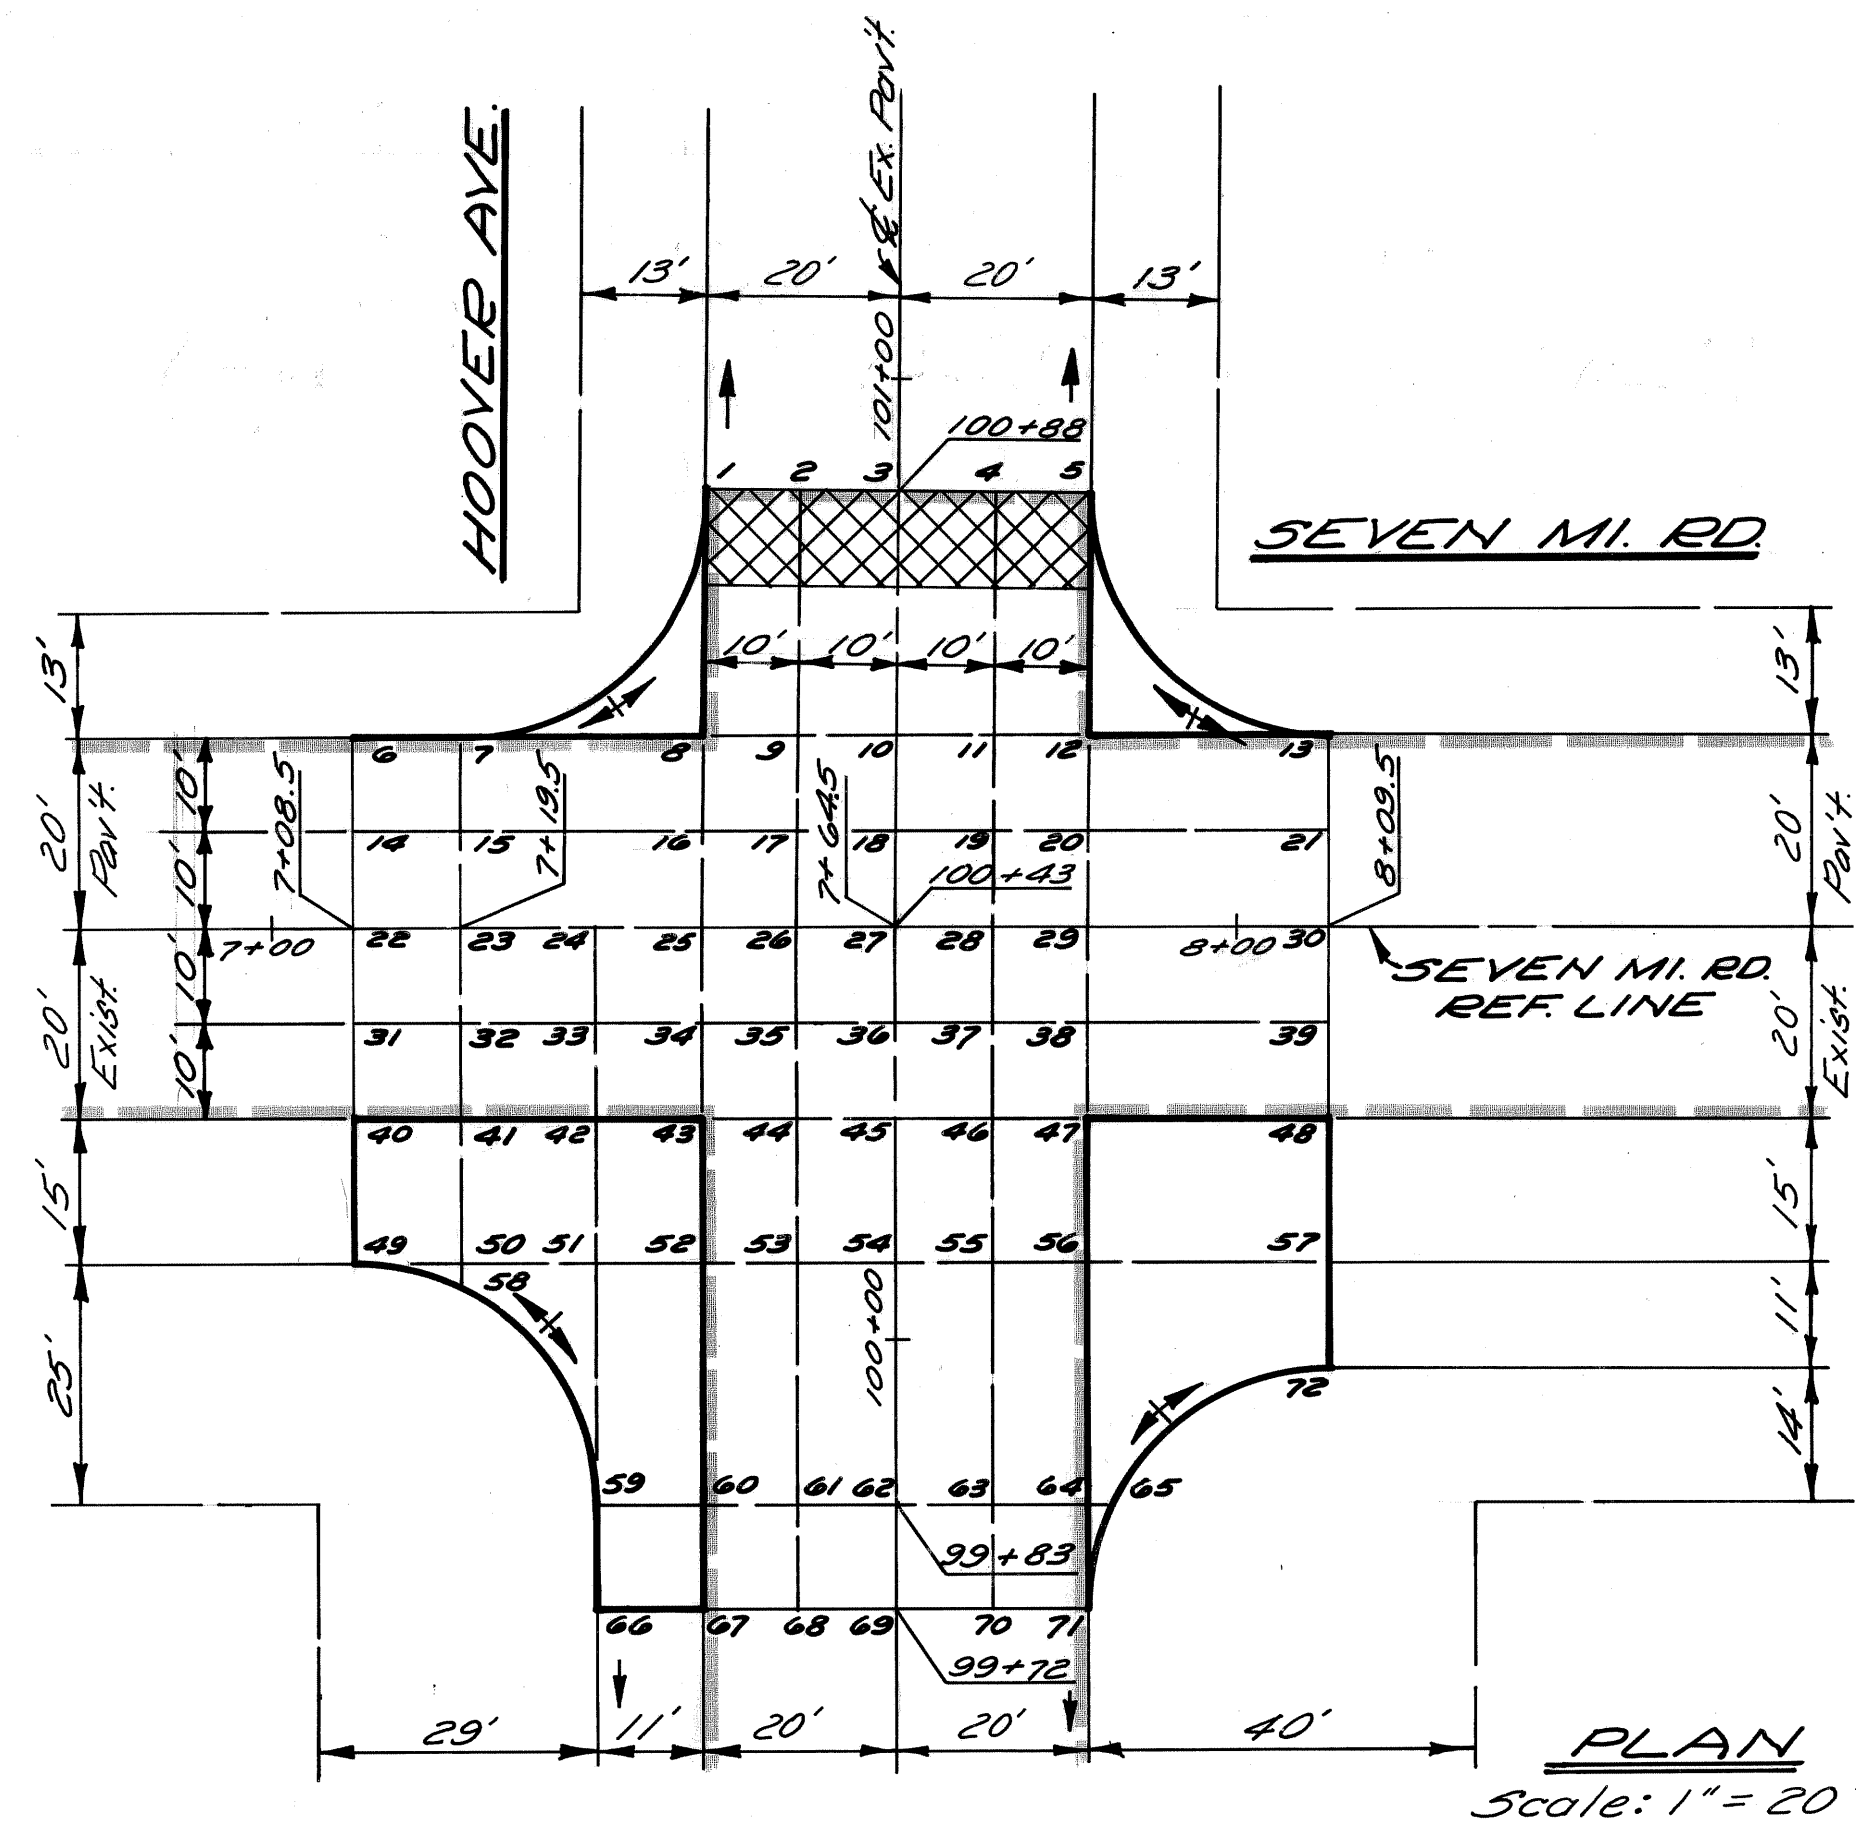 HOOVER AVE.
℄ Ex. Pav't.
13' 20' 20' 13'
101+00
100+88
1 2 3 4 5
SEVEN MI. RD.
13' 10' 10' 10' 10' 13'
6 7 8 9 10 11 12 13
20' Pav't. 10' 7+08.5 7+19.5 7+64.5 8+09.5 20' Pav't.
14 15 16 17 18 19 20 21
10' 100+43
22 23 24 25 26 27 28 29 30
7+00 8+00
SEVEN MI. RD.
REF. LINE
20' Exist. 10' 20' Exist.
31 32 33 34 35 36 37 38 39
10'
40 41 42 43 44 45 46 47 48
15' 15'
49 50 51 52 53 54 55 56 57
58
100+00
25' 11'
72
14'
59 60 61 62 63 64 65
99+83
66 67 68 69 70 71
99+72
29' 11' 20' 20' 40'
PLAN
Scale: 1" = 20